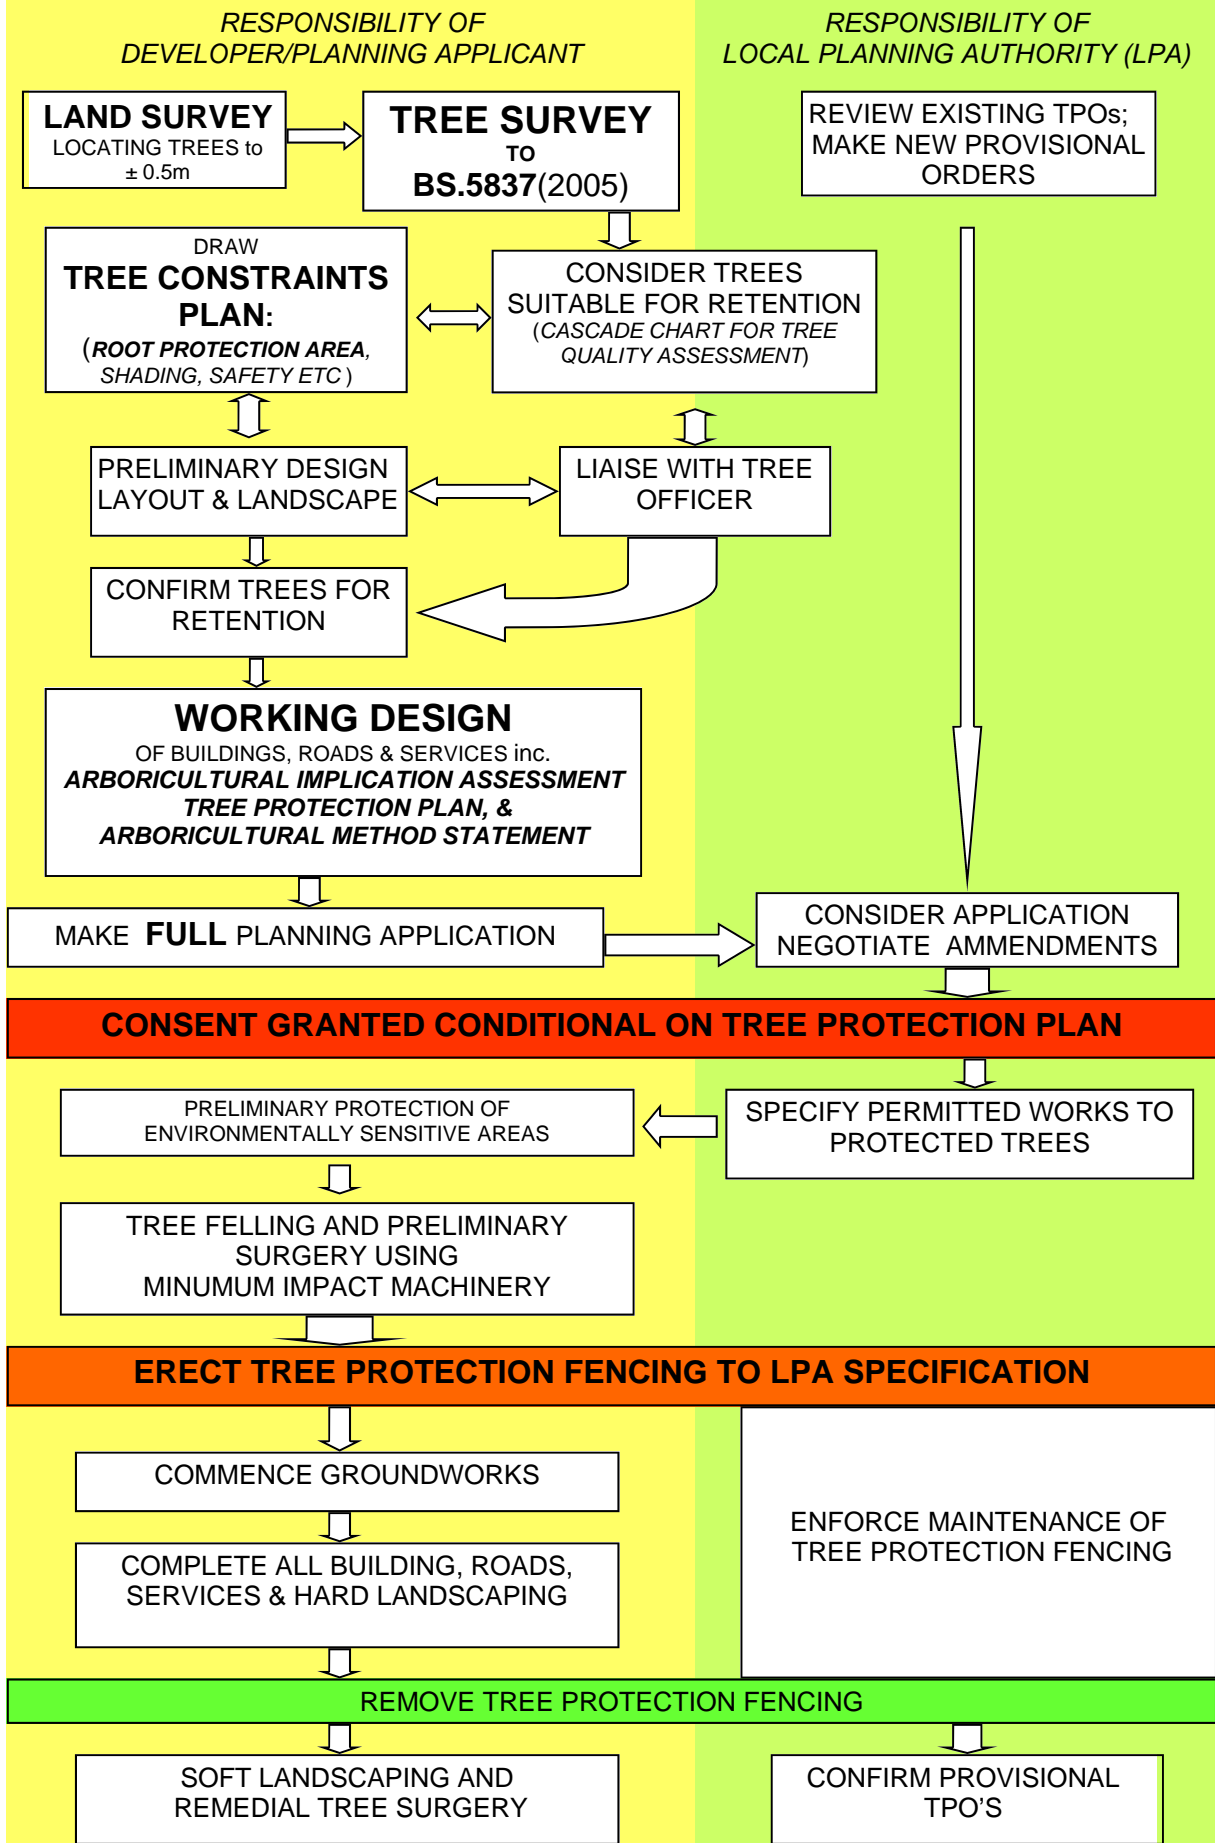 RESPONSIBILITY OF
DEVELOPER/PLANNING APPLICANT
RESPONSIBILITY OF
LOCAL PLANNING AUTHORITY (LPA)
LAND SURVEY
LOCATING TREES to
± 0.5m
TREE SURVEY
TO
BS.5837(2005)
REVIEW EXISTING TPOs;
MAKE NEW PROVISIONAL
ORDERS
DRAW
TREE CONSTRAINTS
PLAN:
(ROOT PROTECTION AREA,
SHADING, SAFETY ETC )
CONSIDER TREES
SUITABLE FOR RETENTION
(CASCADE CHART FOR TREE
QUALITY ASSESSMENT)
PRELIMINARY DESIGN
LAYOUT & LANDSCAPE
LIAISE WITH TREE
OFFICER
CONFIRM TREES FOR
RETENTION
WORKING DESIGN
OF BUILDINGS, ROADS & SERVICES inc.
ARBORICULTURAL IMPLICATION ASSESSMENT
TREE PROTECTION PLAN, &
ARBORICULTURAL METHOD STATEMENT
MAKE FULL PLANNING APPLICATION
CONSIDER APPLICATION
NEGOTIATE AMMENDMENTS
CONSENT GRANTED CONDITIONAL ON TREE PROTECTION PLAN
PRELIMINARY PROTECTION OF
ENVIRONMENTALLY SENSITIVE AREAS
SPECIFY PERMITTED WORKS TO
PROTECTED TREES
TREE FELLING AND PRELIMINARY
SURGERY USING
MINUMUM IMPACT MACHINERY
ERECT TREE PROTECTION FENCING TO LPA SPECIFICATION
COMMENCE GROUNDWORKS
COMPLETE ALL BUILDING, ROADS,
SERVICES & HARD LANDSCAPING
ENFORCE MAINTENANCE OF
TREE PROTECTION FENCING
REMOVE TREE PROTECTION FENCING
SOFT LANDSCAPING AND
REMEDIAL TREE SURGERY
CONFIRM PROVISIONAL
TPO'S